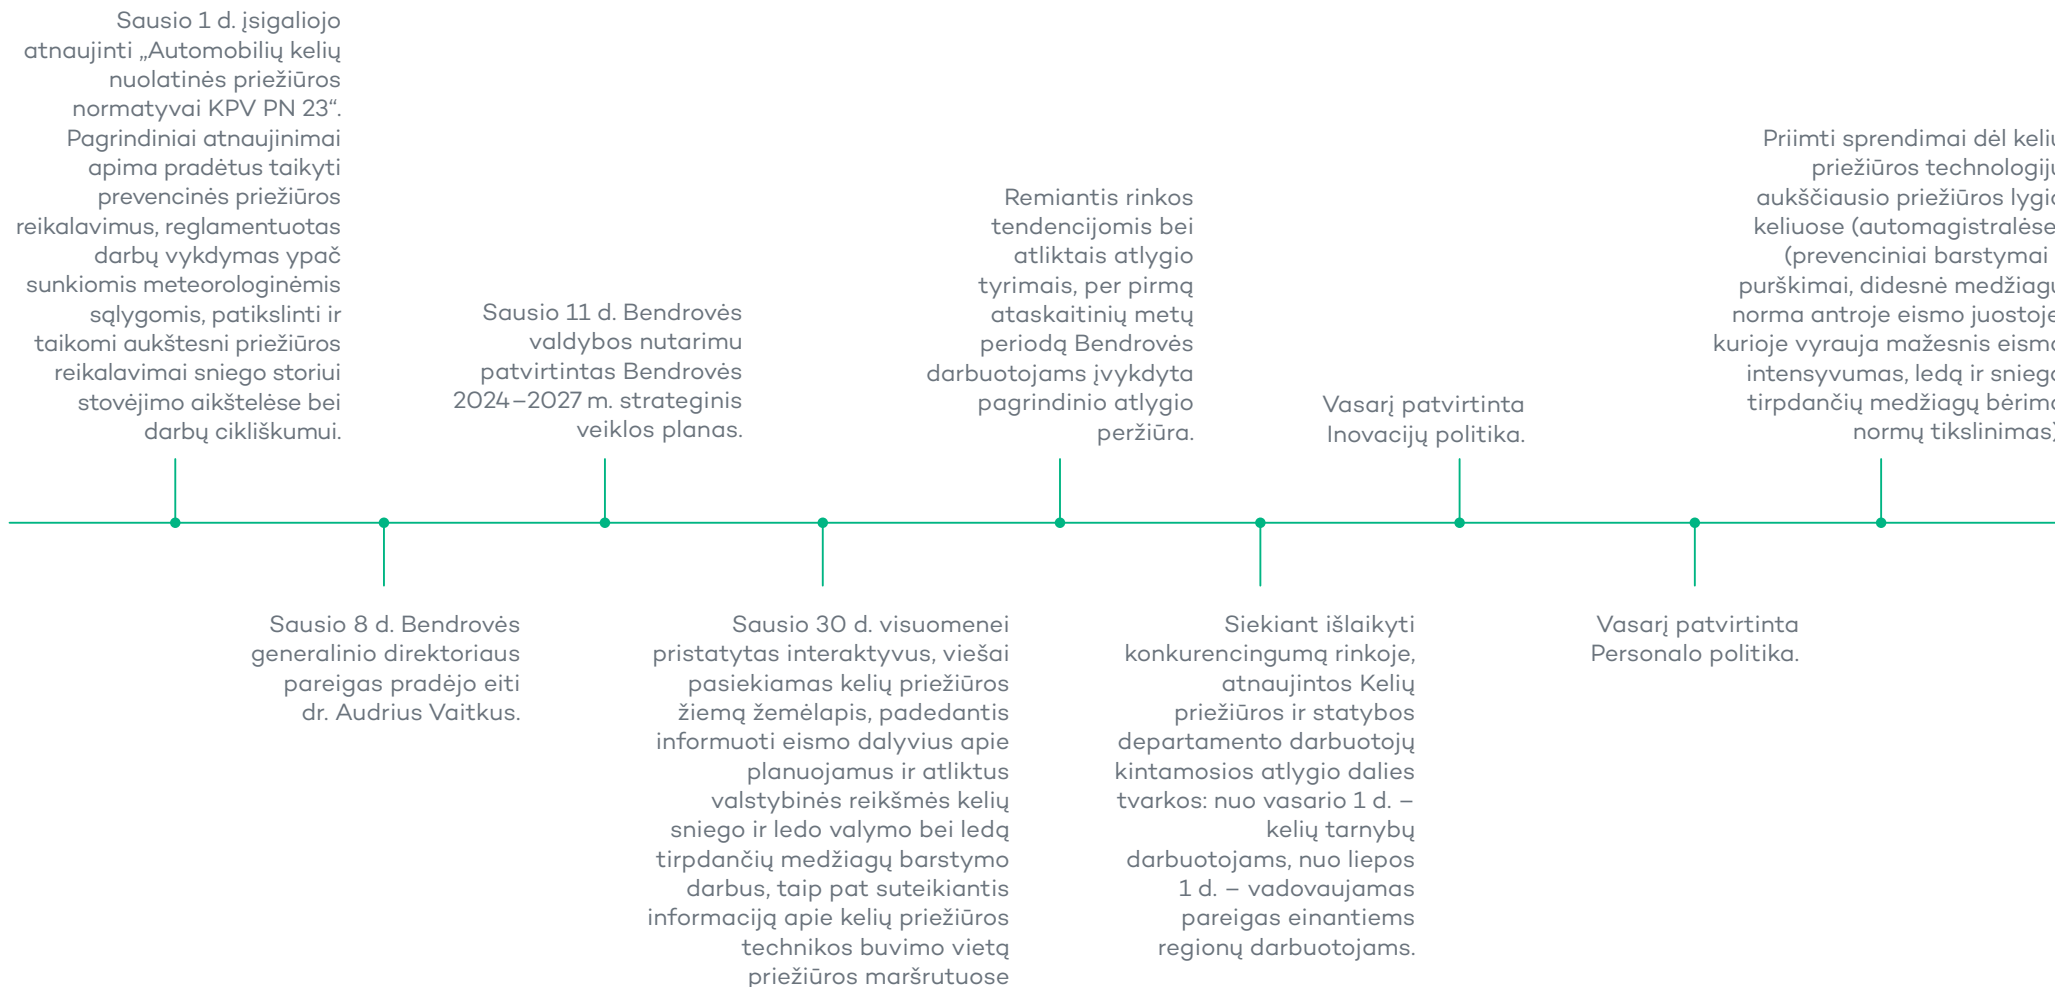 Sausio 1 d. įsigaliojo
atnaujinti „Automobilių kelių
nuolatinės priežiūros
normatyvai KPV PN 23“.
Pagrindiniai atnaujinimai
apima pradėtus taikyti
prevencinės priežiūros
reikalavimus, reglamentuotas
darbų vykdymas ypač
sunkiomis meteorologinėmis
sąlygomis, patikslinti ir
taikomi aukštesni priežiūros
reikalavimai sniego storiui
stovėjimo aikštelėse bei
darbų cikliškumui.
Sausio 8 d. Bendrovės
generalinio direktoriaus
pareigas pradėjo eiti
dr. Audrius Vaitkus.
Sausio 11 d. Bendrovės
valdybos nutarimu
patvirtintas Bendrovės
2024–2027 m. strateginis
veiklos planas.
Sausio 30 d. visuomenei
pristatytas interaktyvus, viešai
pasiekiamas kelių priežiūros
žiemą žemėlapis, padedantis
informuoti eismo dalyvius apie
planuojamus ir atliktus
valstybinės reikšmės kelių
sniego ir ledo valymo bei ledą
tirpdančių medžiagų barstymo
darbus, taip pat suteikiantis
informaciją apie kelių priežiūros
technikos buvimo vietą
priežiūros maršrutuose
Remiantis rinkos
tendencijomis bei
atliktais atlygio
tyrimais, per pirmą
ataskaitinių metų
periodą Bendrovės
darbuotojams įvykdyta
pagrindinio atlygio
peržiūra.
Siekiant išlaikyti
konkurencingumą rinkoje,
atnaujintos Kelių
priežiūros ir statybos
departamento darbuotojų
kintamosios atlygio dalies
tvarkos: nuo vasario 1 d. –
kelių tarnybų
darbuotojams, nuo liepos
1 d. – vadovaujamas
pareigas einantiems
regionų darbuotojams.
Vasarį patvirtinta
Inovacijų politika.
Vasarį patvirtinta
Personalo politika.
Priimti sprendimai dėl kelių
priežiūros technologijų
aukščiausio priežiūros lygio
keliuose (automagistralėse
(prevenciniai barstymai
purškimai, didesnė medžiagų
norma antroje eismo juostoje
kurioje vyrauja mažesnis eismo
intensyvumas, ledą ir sniego
tirpdančių medžiagų bėrimo
normų tikslinimas)